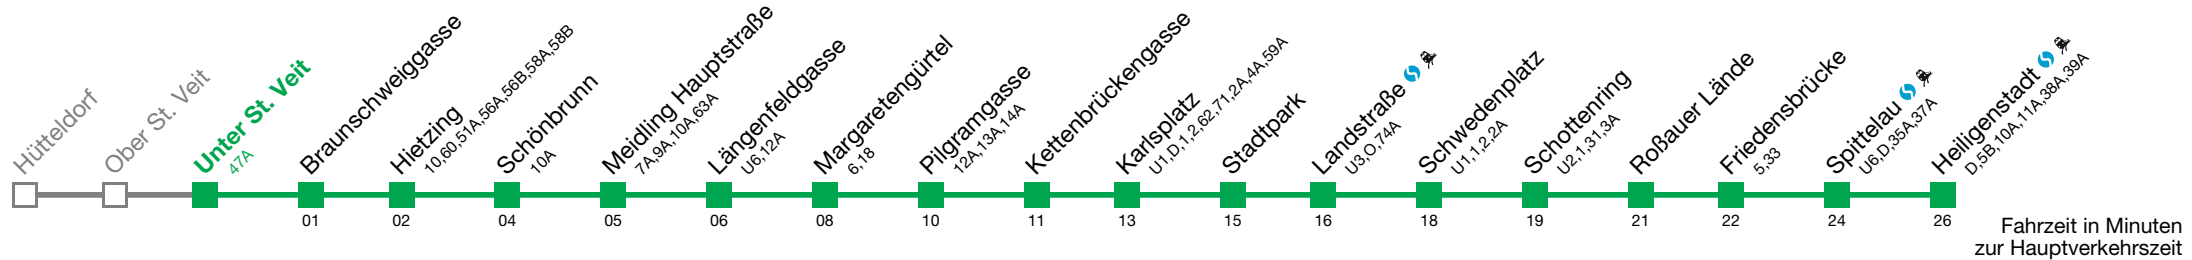 Hütteldorf
Ober St. Veit
Unter St. Veit
47A
Braunschweiggasse
Hietzing
10,60,51A,56A,56B,58A,58B
Schönbrunn
10A
Meidling Hauptstraße
7A,9A,10A,63A
Längenfeldgasse
U6,12A
Margaretengürtel
6,18
Pilgramgasse
12A,13A,14A
Kettenbrückengasse
Karlsplatz
U1,D,1,2,62,71,2A,4A,59A
Stadtpark
Landstraße
U3,O,74A
Schwedenplatz
U1,1,2,2A
Schottenring
U2,1,31,3A
Roßauer Lände
Friedensbrücke
5,33
Spittelau
U6,D,35A,37A
Heiligenstadt
D,5B,10A,11A,38A,39A
01 02 04 05 06 08 10 11 13 15 16 18 19 21 22 24 26
Fahrzeit in Minuten
zur Hauptverkehrszeit